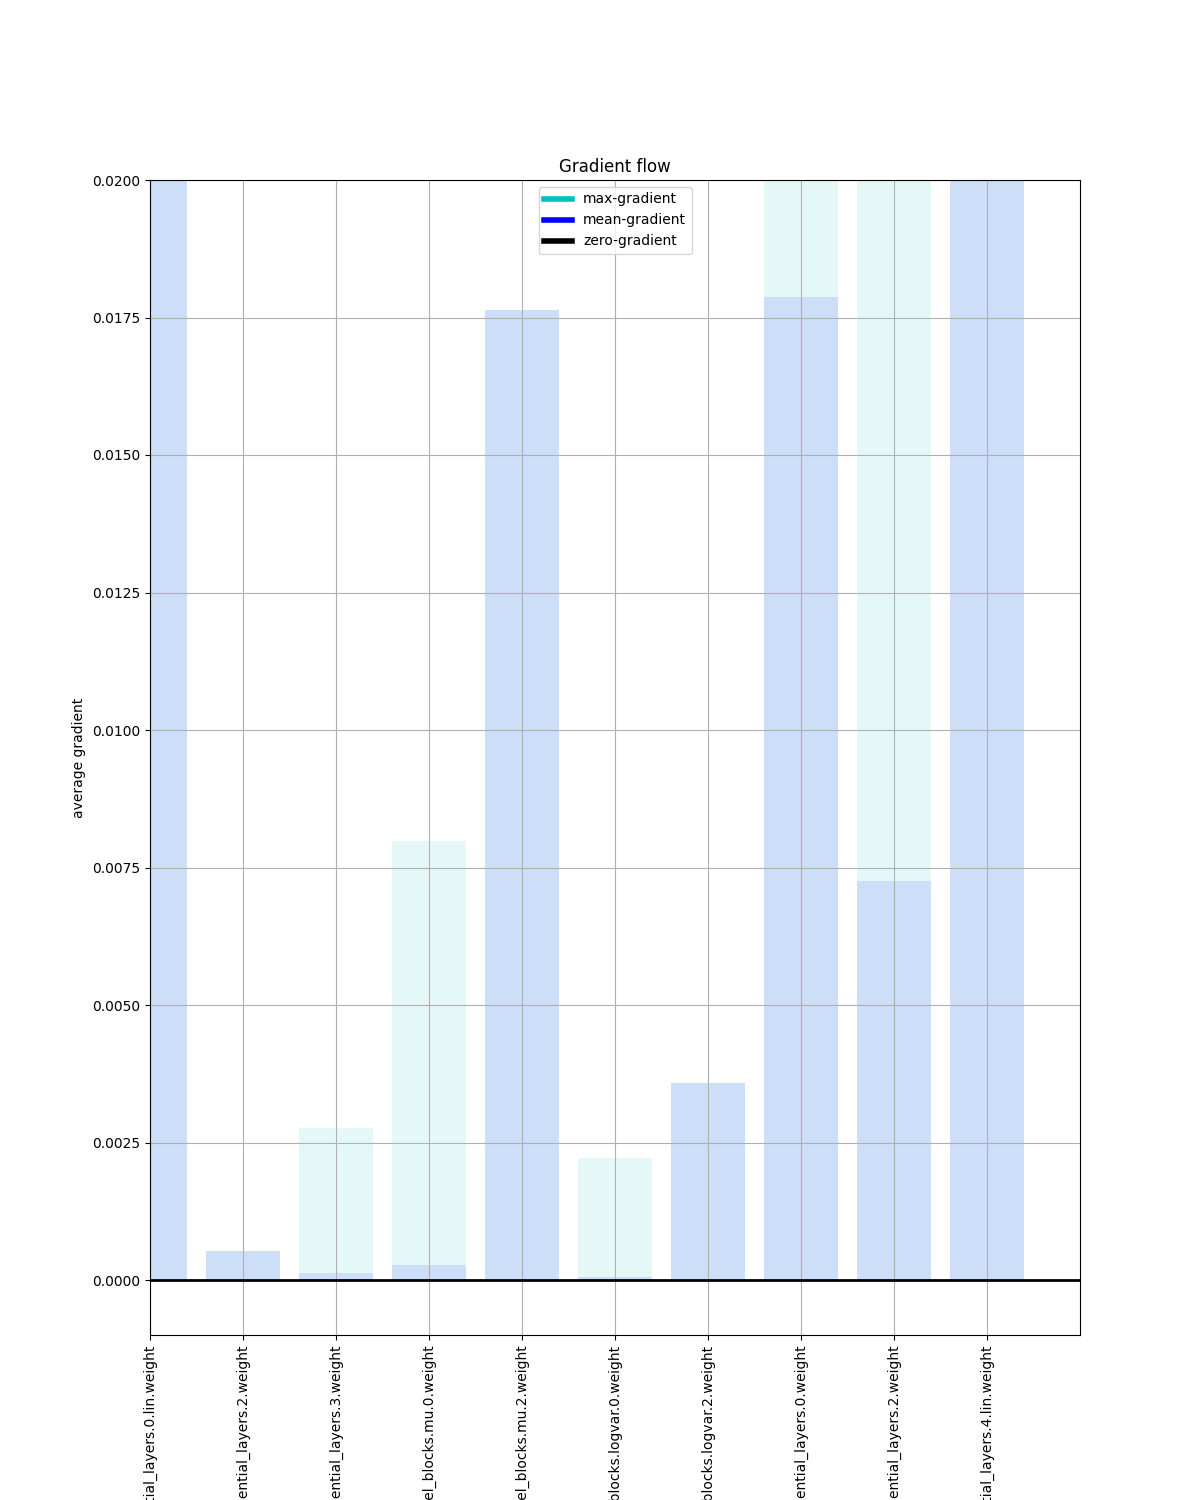 Gradient flow
max-gradient
mean-gradient
zero-gradient
0.0200
0.0175
0.0150
0.0125
0.0100
0.0075
0.0050
0.0025
0.0000
average gradient
tial_layers.0.lin.weight
ential_layers.2.weight
ential_layers.3.weight
el_blocks.mu.0.weight
el_blocks.mu.2.weight
blocks.logvar.0.weight
blocks.logvar.2.weight
ential_layers.0.weight
ential_layers.2.weight
tial_layers.4.lin.weight